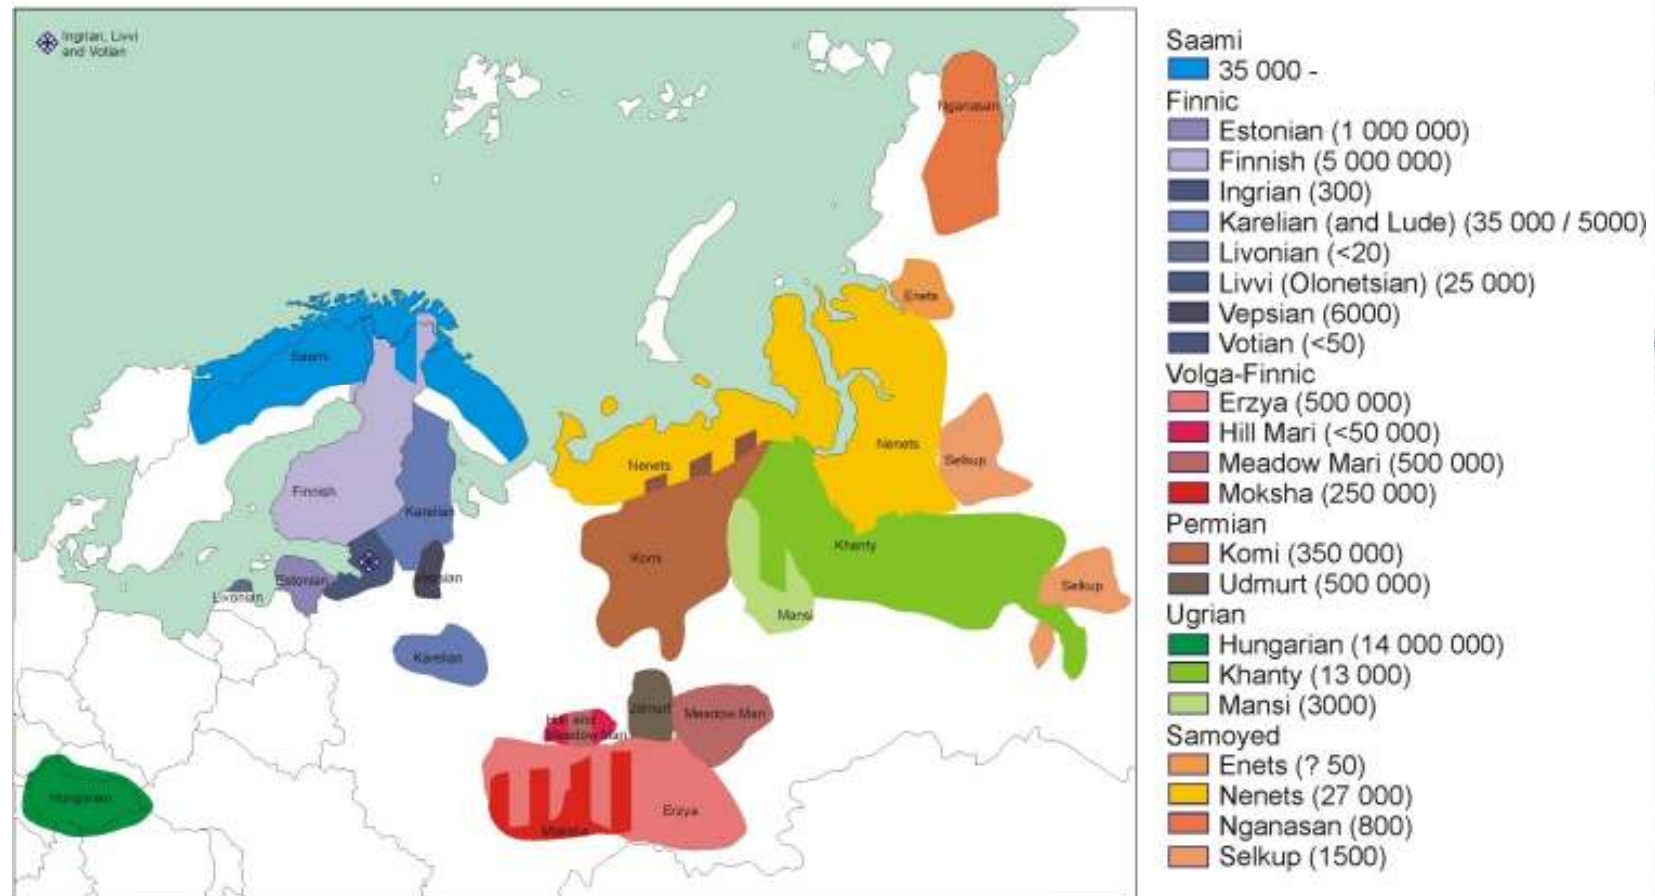 Ingrian, Livvi
and Votian
Nganasan
Enets
Saami
Nenets
Selkup
Nenets
Finnish
Karelian
Khanty
Komi
Estonian
Livonian
Selkup
Mansi
Karelian
Udmurt
Meadow Mari
Hill and
Meadow Mari
Hungarian
Erzya
Moksha
Saami
35 000 -
Finnic
Estonian (1 000 000)
Finnish (5 000 000)
Ingrian (300)
Karelian (and Lude) (35 000 / 5000)
Livonian (<20)
Livvi (Olonetsian) (25 000)
Vepsian (6000)
Votian (<50)
Volga-Finnic
Erzya (500 000)
Hill Mari (<50 000)
Meadow Mari (500 000)
Moksha (250 000)
Permian
Komi (350 000)
Udmurt (500 000)
Ugrian
Hungarian (14 000 000)
Khanty (13 000)
Mansi (3000)
Samoyed
Enets (? 50)
Nenets (27 000)
Nganasan (800)
Selkup (1500)